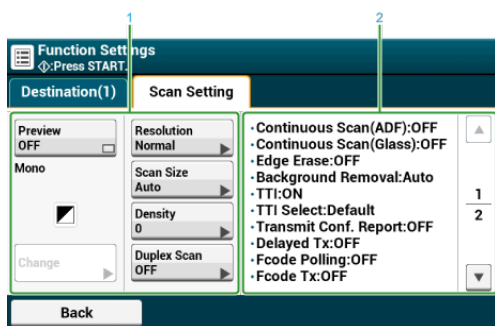 1
2
Function Settings
:Press START.
Destination(1)
Scan Setting
Preview
OFF
Mono
Change
Resolution
Normal
Scan Size
Auto
Density
0
Duplex Scan
OFF
·Continuous Scan(ADF):OFF
·Continuous Scan(Glass):OFF
·Edge Erase:OFF
·Background Removal:Auto
·TTI:ON
·TTI Select:Default
·Transmit Conf. Report:OFF
·Delayed Tx:OFF
·Fcode Polling:OFF
·Fcode Tx:OFF
1
2
Back